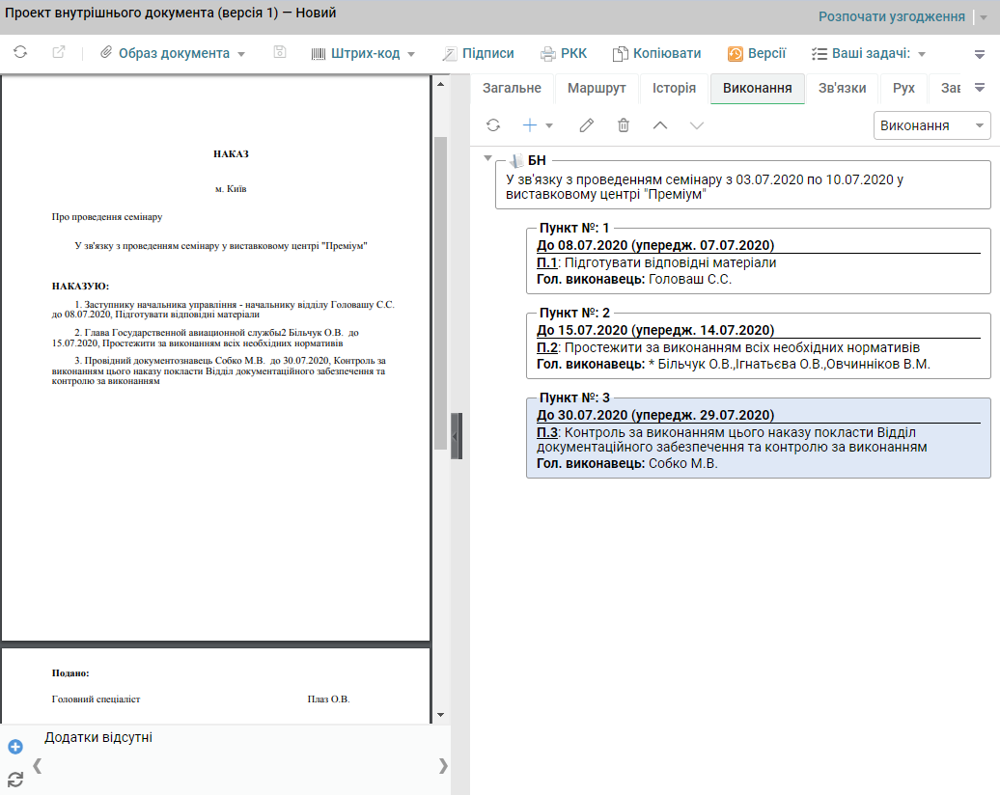 Проект внутрішнього документа (версія 1) — Новий
Розпочати узгодження
Образ документа
Штрих-код
Підписи
РКК
Копіювати
Версії
Ваші задачі:
НАКАЗ
м. Київ
Про проведення семінару
У зв'язку з проведенням семінару у виставковому центрі "Преміум"
НАКАЗУЮ:
1. Заступнику начальника управління - начальнику відділу Головашу С.С.
до 08.07.2020, Підготувати відповідні матеріали
2. Глава Государственной авиационной службы2 Більчук О.В. до
15.07.2020, Простежити за виконанням всіх необхідних нормативів
3. Провідний документознавець Собко М.В. до 30.07.2020, Контроль за
виконанням цього наказу покласти Відділ документаційного забезпечення та
контролю за виконанням
Подано:
Головний спеціаліст Плаз О.В.
Додатки відсутні
Загальне
Маршрут
Історія
Виконання
Зв'язки
Рух
Зав
Виконання
БН
У зв'язку з проведенням семінару з 03.07.2020 по 10.07.2020 у
виставковому центрі "Преміум"
Пункт №: 1
До 08.07.2020 (упередж. 07.07.2020)
П.1: Підготувати відповідні матеріали
Гол. виконавець: Головаш С.С.
Пункт №: 2
До 15.07.2020 (упередж. 14.07.2020)
П.2: Простежити за виконанням всіх необхідних нормативів
Гол. виконавець: * Більчук О.В.,Ігнатьєва О.В.,Овчинніков В.М.
Пункт №: 3
До 30.07.2020 (упередж. 29.07.2020)
П.3: Контроль за виконанням цього наказу покласти Відділ
документаційного забезпечення та контролю за виконанням
Гол. виконавець: Собко М.В.